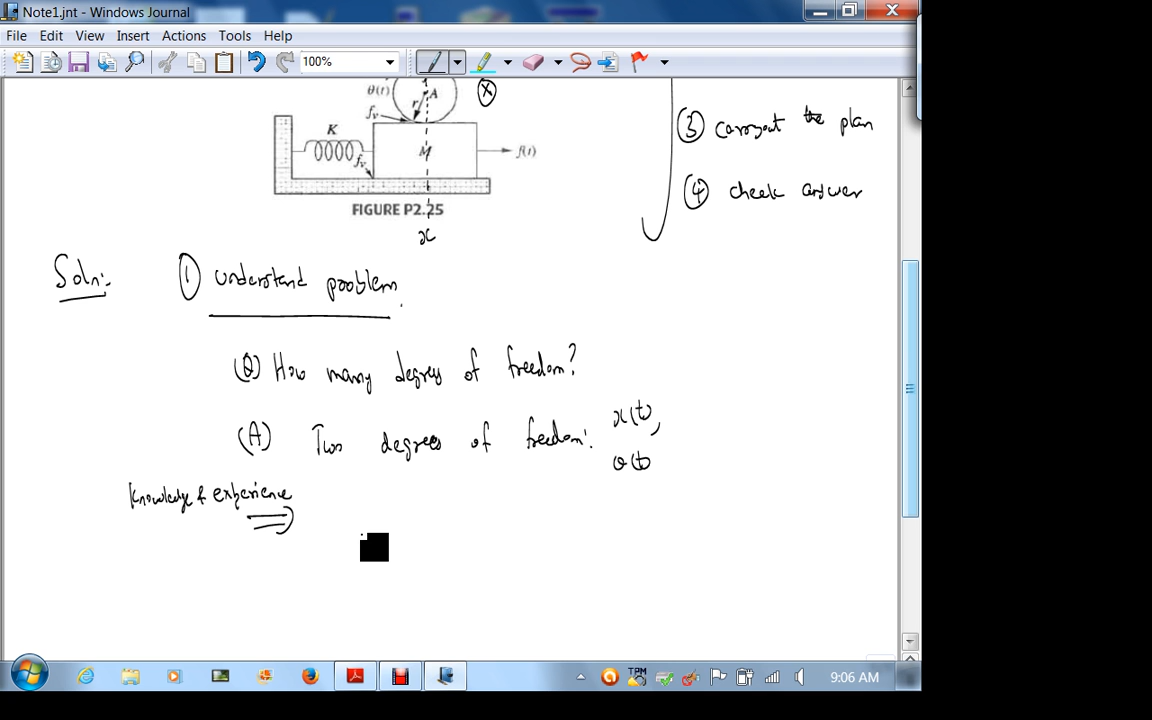 Note1.jnt - Windows Journal
File Edit View Insert Actions Tools Help
100%
θ(t) r A X
fv
K
fv
M
f(t)
FIGURE P2.25
x
③ carryout the plan
④ check answer
Soln: ① understand problem.
(Q) How many degrees of freedom?
(A) Two degrees of freedom: x(t),
θ(t)
Knowledge & experience
9:06 AM